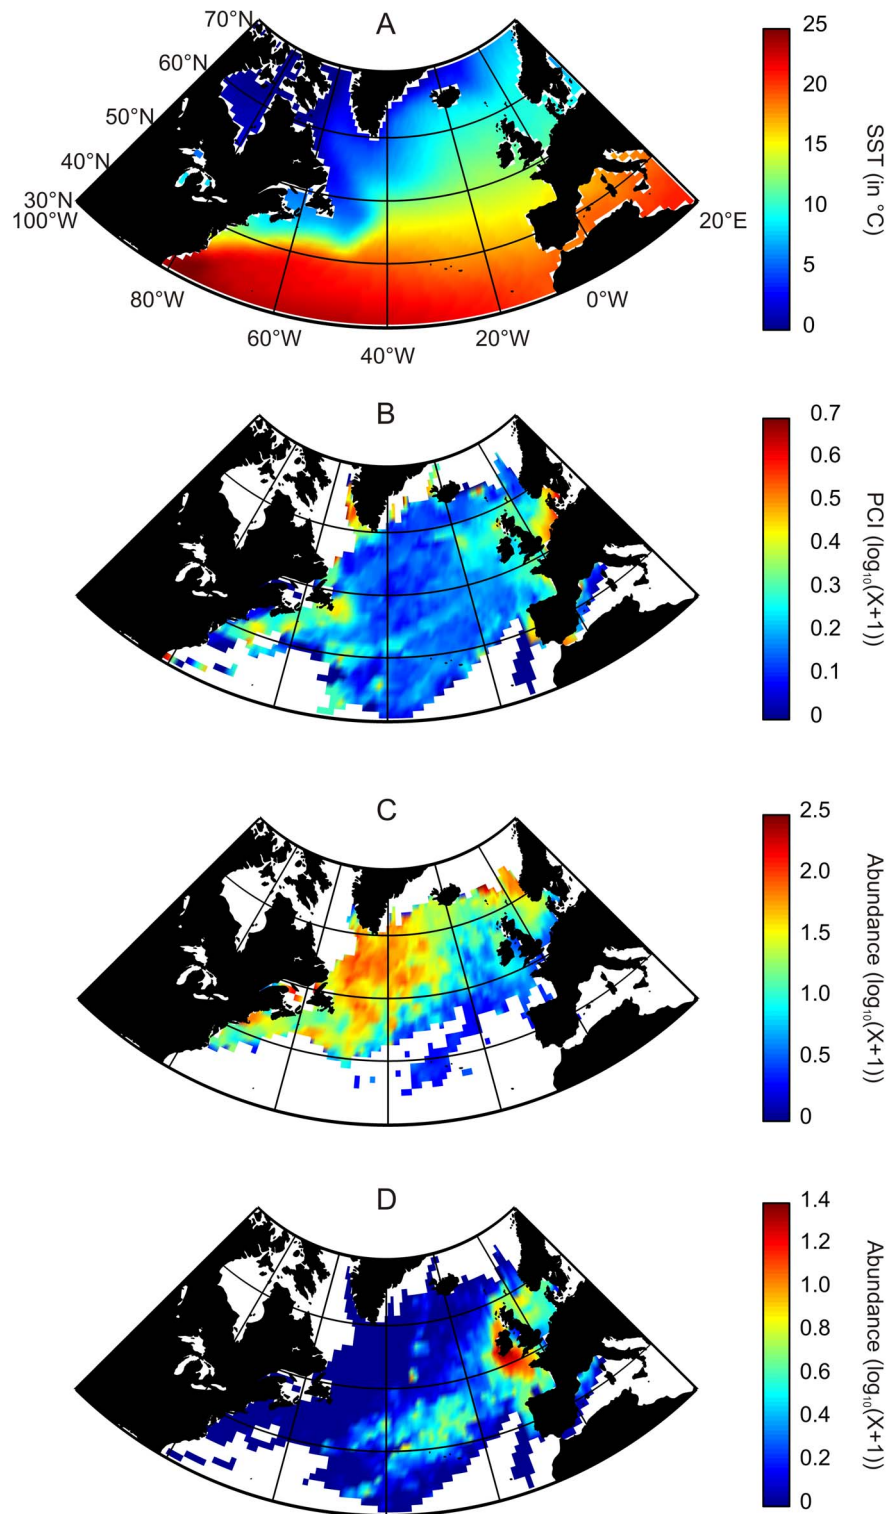 A
70°N
60°N
50°N
40°N
30°N
100°W
80°W
60°W
40°W
20°W
0°W
20°E
25
20
15
10
5
0
SST (in °C)
B
0.7
0.6
0.5
0.4
0.3
0.2
0.1
0
PCI (log₁₀(X+1))
C
2.5
2.0
1.5
1.0
0.5
0
Abundance (log₁₀(X+1))
D
1.4
1.2
1.0
0.8
0.6
0.4
0.2
0
Abundance (log₁₀(X+1))